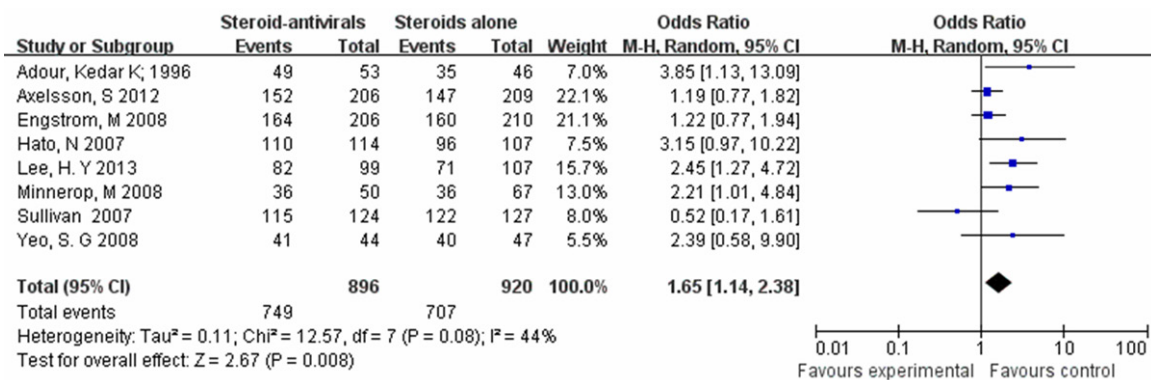 Steroid-antivirals Steroids alone Odds Ratio Odds Ratio
Study or Subgroup Events Total Events Total Weight M-H, Random, 95% CI M-H, Random, 95% CI
Adour, Kedar K; 1996 49 53 35 46 7.0% 3.85 [1.13, 13.09]
Axelsson, S 2012 152 206 147 209 22.1% 1.19 [0.77, 1.82]
Engstrom, M 2008 164 206 160 210 21.1% 1.22 [0.77, 1.94]
Hato, N 2007 110 114 96 107 7.5% 3.15 [0.97, 10.22]
Lee, H. Y 2013 82 99 71 107 15.7% 2.45 [1.27, 4.72]
Minnerop, M 2008 36 50 36 67 13.0% 2.21 [1.01, 4.84]
Sullivan 2007 115 124 122 127 8.0% 0.52 [0.17, 1.61]
Yeo, S. G 2008 41 44 40 47 5.5% 2.39 [0.58, 9.90]
Total (95% CI) 896 920 100.0% 1.65 [1.14, 2.38]
Total events 749 707
Heterogeneity: Tau² = 0.11; Chi² = 12.57, df = 7 (P = 0.08); I² = 44%
Test for overall effect: Z = 2.67 (P = 0.008)
0.01 0.1 1 10 100
Favours experimental Favours control